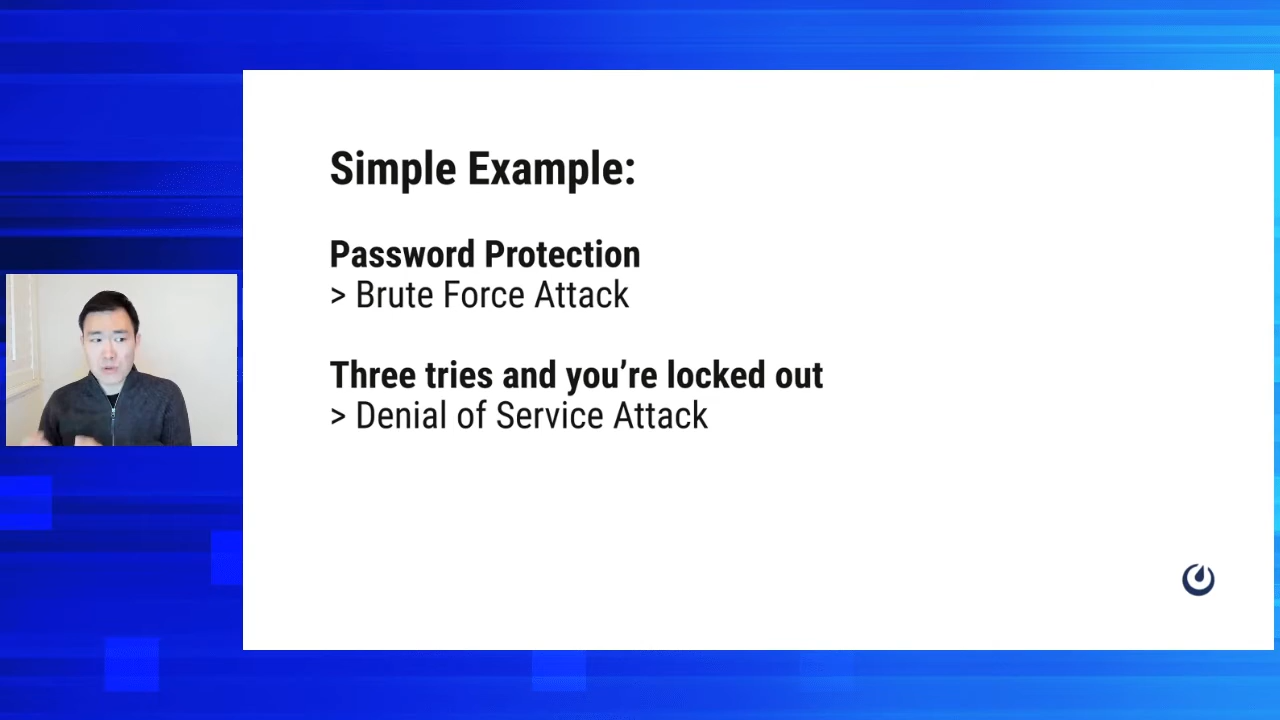 Simple Example:
Password Protection
> Brute Force Attack
Three tries and you’re locked out
> Denial of Service Attack